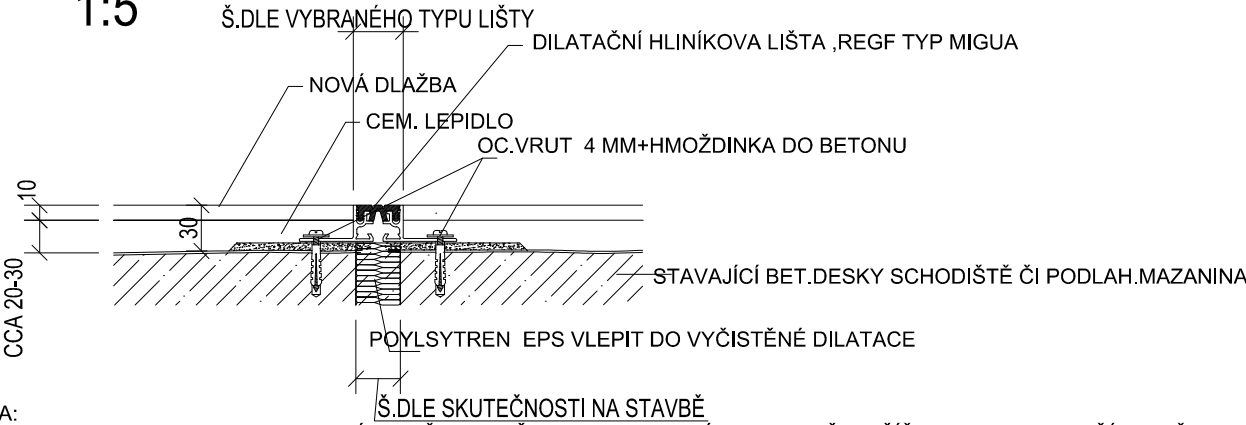 1:5
Š.DLE VYBRANÉHO TYPU LIŠTY
DILATAČNÍ HLINÍKOVA LIŠTA ,REGF TYP MIGUA
NOVÁ DLAŽBA
CEM. LEPIDLO
OC.VRUT 4 MM+HMOŽDINKA DO BETONU
10
30
CCA 20-30
STAVAJÍCÍ BET.DESKY SCHODIŠTĚ ČI PODLAH.MAZANINA
POYLSYTREN EPS VLEPIT DO VYČISTĚNÉ DILATACE
Š.DLE SKUTEČNOSTI NA STAVBĚ
A: